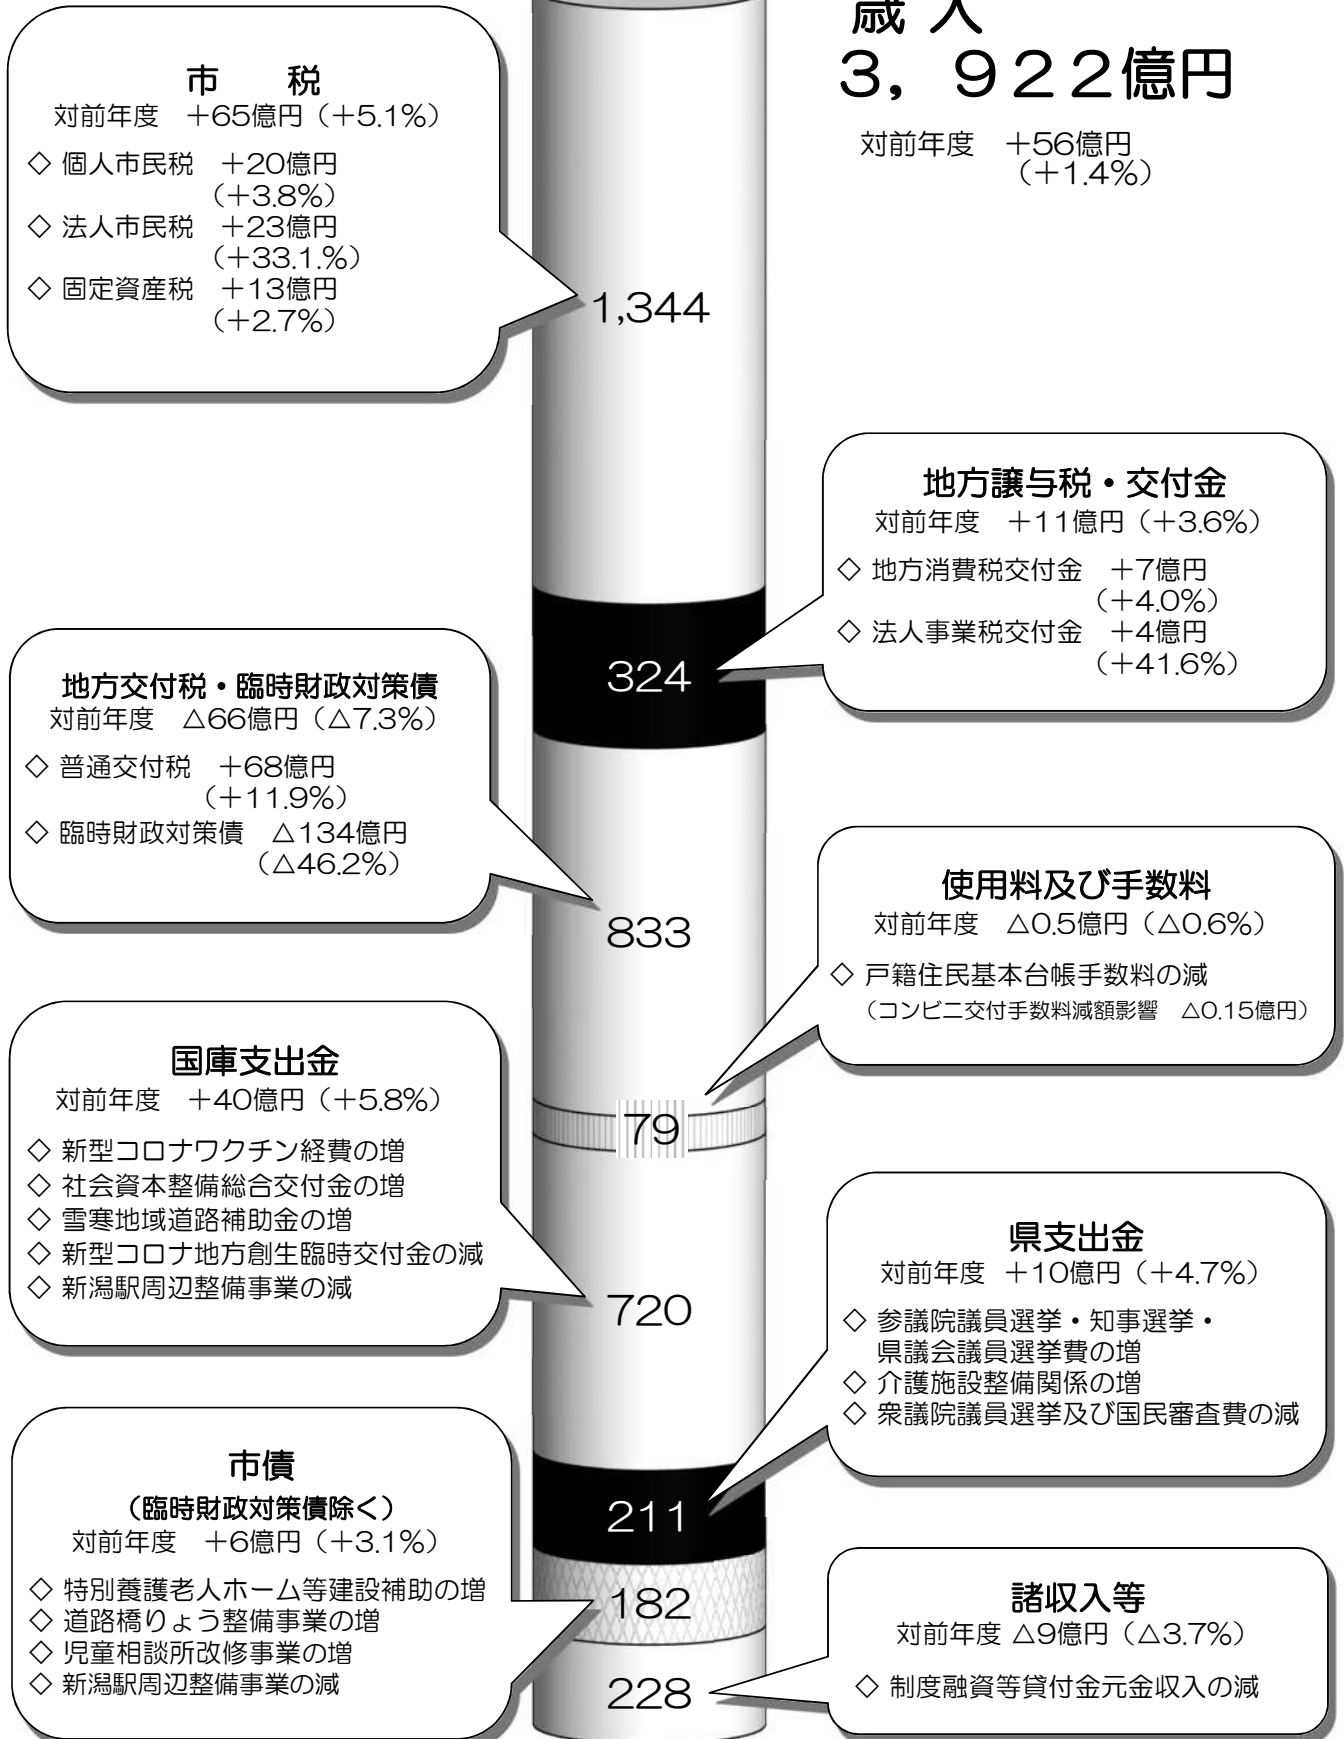 歳 入
3，922億円
対前年度　＋56億円
（＋1.4％）
市　　税
対前年度　＋65億円（＋5.1％）
◇ 個人市民税　＋20億円
（＋3.8％）
◇ 法人市民税　＋23億円
（＋33.1.％）
◇ 固定資産税　＋13億円
（＋2.7％）
1,344
地方譲与税・交付金
対前年度　＋11億円（＋3.6％）
◇ 地方消費税交付金　＋7億円
（＋4.0％）
◇ 法人事業税交付金　＋4億円
（＋41.6％）
324
地方交付税・臨時財政対策債
対前年度　△66億円（△7.3％）
◇ 普通交付税　＋68億円
（＋11.9％）
◇ 臨時財政対策債　△134億円
（△46.2％）
833
使用料及び手数料
対前年度　△0.5億円（△0.6％）
◇ 戸籍住民基本台帳手数料の減
（コンビニ交付手数料減額影響　△0.15億円）
79
国庫支出金
対前年度　＋40億円（＋5.8％）
◇ 新型コロナワクチン経費の増
◇ 社会資本整備総合交付金の増
◇ 雪寒地域道路補助金の増
◇ 新型コロナ地方創生臨時交付金の減
◇ 新潟駅周辺整備事業の減
720
県支出金
対前年度　＋10億円（＋4.7％）
◇ 参議院議員選挙・知事選挙・
県議会議員選挙費の増
◇ 介護施設整備関係の増
◇ 衆議院議員選挙及び国民審査費の減
211
市債
（臨時財政対策債除く）
対前年度　＋6億円（＋3.1％）
◇ 特別養護老人ホーム等建設補助の増
◇ 道路橋りょう整備事業の増
◇ 児童相談所改修事業の増
◇ 新潟駅周辺整備事業の減
182
諸収入等
対前年度 △9億円（△3.7％）
◇ 制度融資等貸付金元金収入の減
228